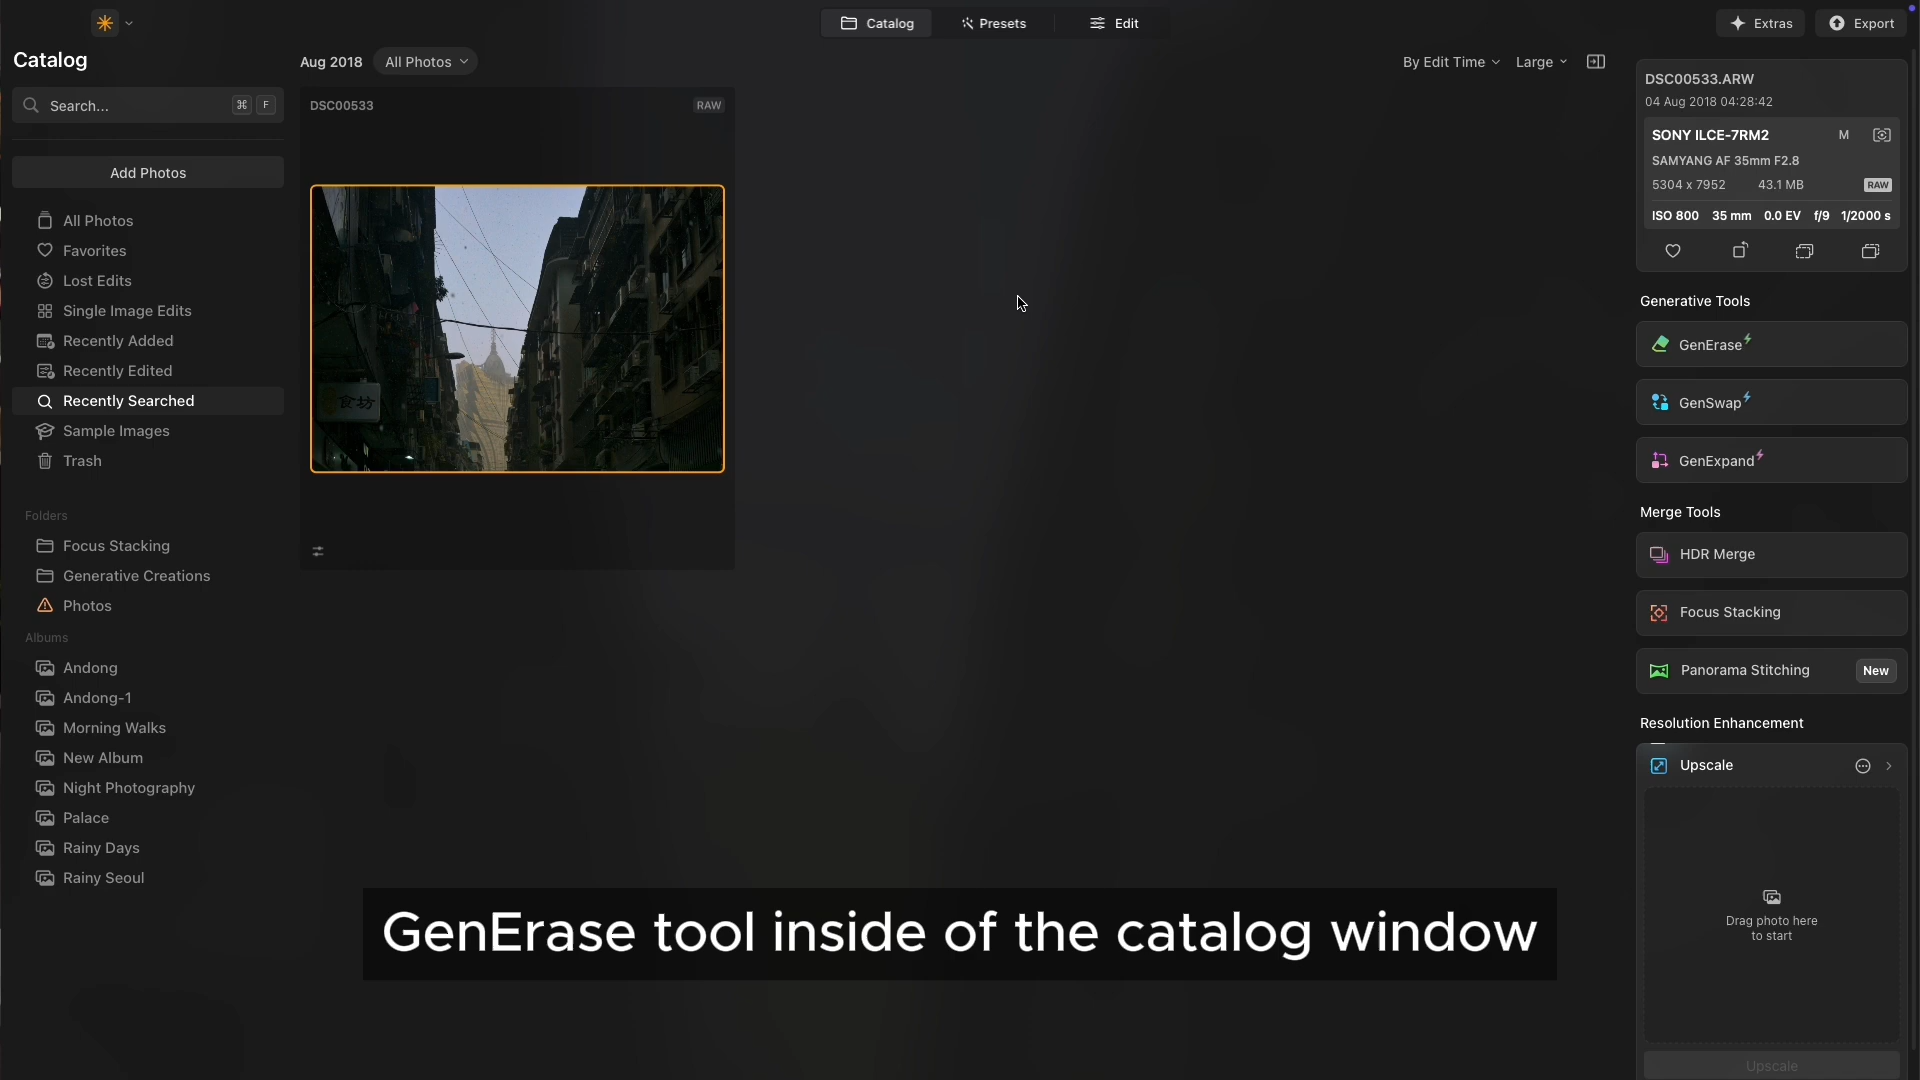 Catalog
Presets
Edit
Extras
Export
Catalog
Aug 2018
All Photos
By Edit Time
Large
Search...
⌘ F
Add Photos
All Photos
Favorites
Lost Edits
Single Image Edits
Recently Added
Recently Edited
Recently Searched
Sample Images
Trash
Folders
Focus Stacking
Generative Creations
Photos
Albums
Andong
Andong-1
Morning Walks
New Album
Night Photography
Palace
Rainy Days
Rainy Seoul
DSC00533
RAW
食坊
DSC00533.ARW
04 Aug 2018 04:28:42
SONY ILCE-7RM2 M
SAMYANG AF 35mm F2.8
5304 x 7952 43.1 MB RAW
ISO 800 35 mm 0.0 EV f/9 1/2000 s
Generative Tools
GenErase
GenSwap
GenExpand
Merge Tools
HDR Merge
Focus Stacking
Panorama Stitching New
Resolution Enhancement
Upscale
Drag photo here
to start
Upscale
GenErase tool inside of the catalog window